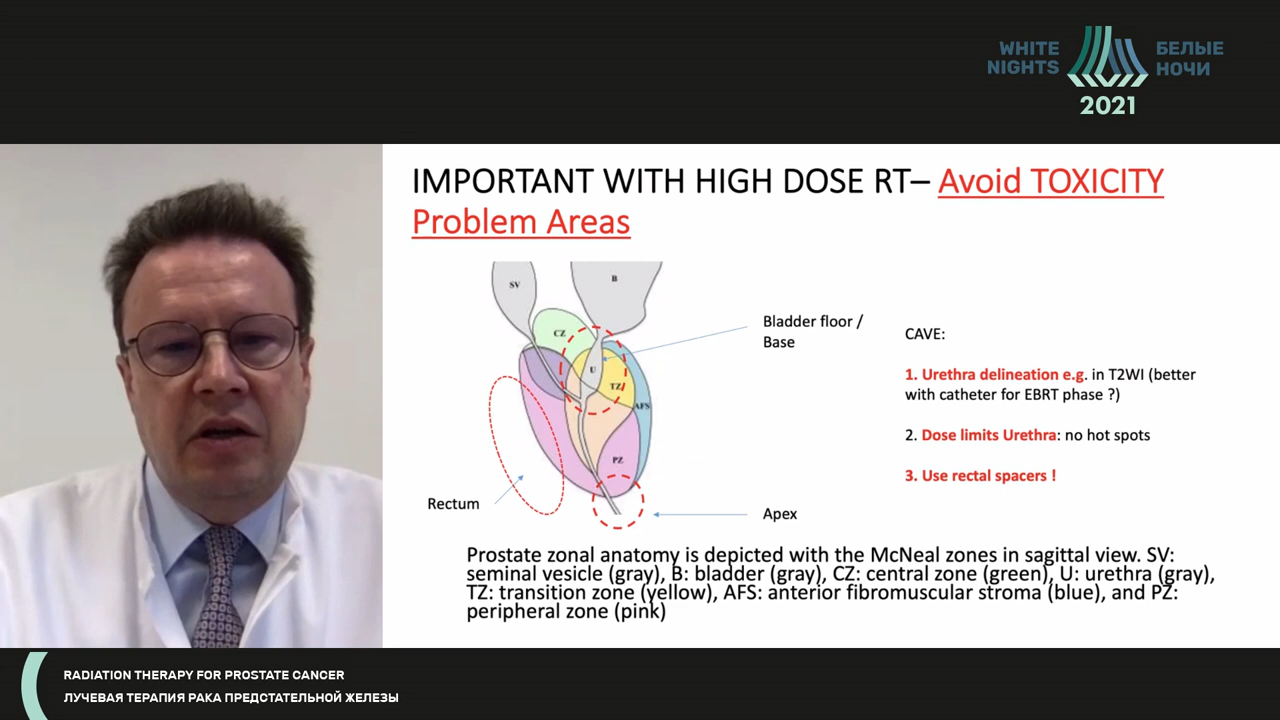 WHITE
NIGHTS
БЕЛЫЕ
НОЧИ
2021
IMPORTANT WITH HIGH DOSE RT– Avoid TOXICITY
Problem Areas
SV
B
CZ
U
TZ
AFS
PZ
Bladder floor /
Base
Rectum
Apex
CAVE:
1. Urethra delineation e.g. in T2WI (better
with catheter for EBRT phase ?)
2. Dose limits Urethra: no hot spots
3. Use rectal spacers !
Prostate zonal anatomy is depicted with the McNeal zones in sagittal view. SV:
seminal vesicle (gray), B: bladder (gray), CZ: central zone (green), U: urethra (gray),
TZ: transition zone (yellow), AFS: anterior fibromuscular stroma (blue), and PZ:
peripheral zone (pink)
RADIATION THERAPY FOR PROSTATE CANCER
ЛУЧЕВАЯ ТЕРАПИЯ РАКА ПРЕДСТАТЕЛЬНОЙ ЖЕЛЕЗЫ